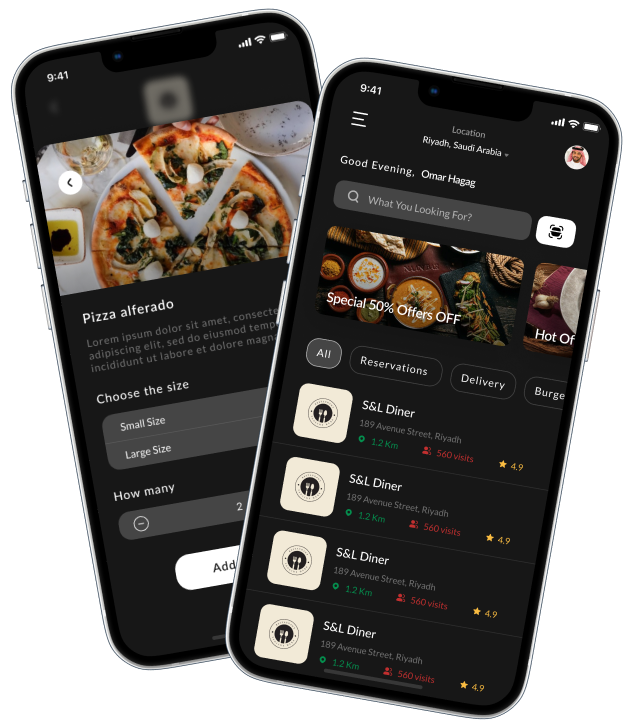 9:41
Pizza alferado
Lorem ipsum dolor sit amet, consecte
adipiscing elit, sed do eiusmod temp
incididunt ut labore et dolore magna
Choose the size
Small Size
Large Size
How many
2
Add
9:41
Location
Riyadh, Saudi Arabia
Good Evening, Omar Hagag
What You Looking For?
Special 50% Offers OFF
Hot Of
All Reservations Delivery Burge
S&L Diner
189 Avenue Street, Riyadh
1.2 Km 560 visits 4.9
S&L Diner
189 Avenue Street, Riyadh
1.2 Km 560 visits 4.9
S&L Diner
189 Avenue Street, Riyadh
1.2 Km 560 visits 4.9
S&L Diner
189 Avenue Street, Riyadh
1.2 Km 560 visits 4.9